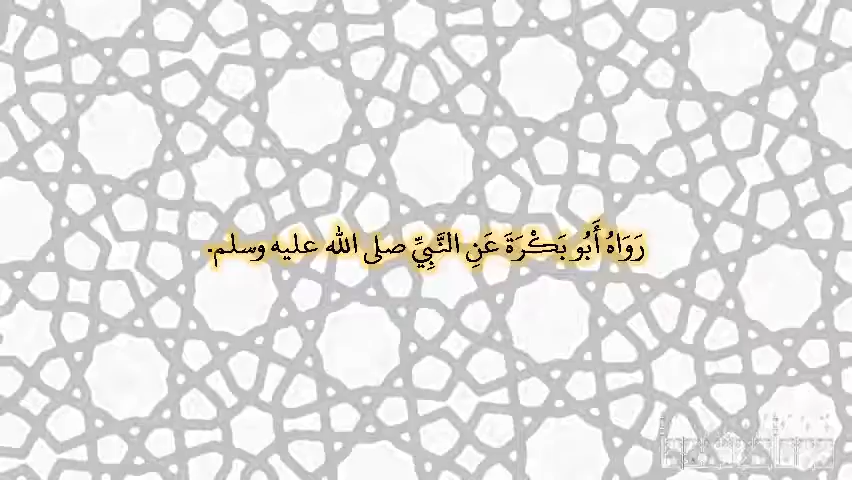 رَوَاهُ أَبُو بَكْرَةَ عَنِ النَّبِيِّ صلى الله عليه وسلم.